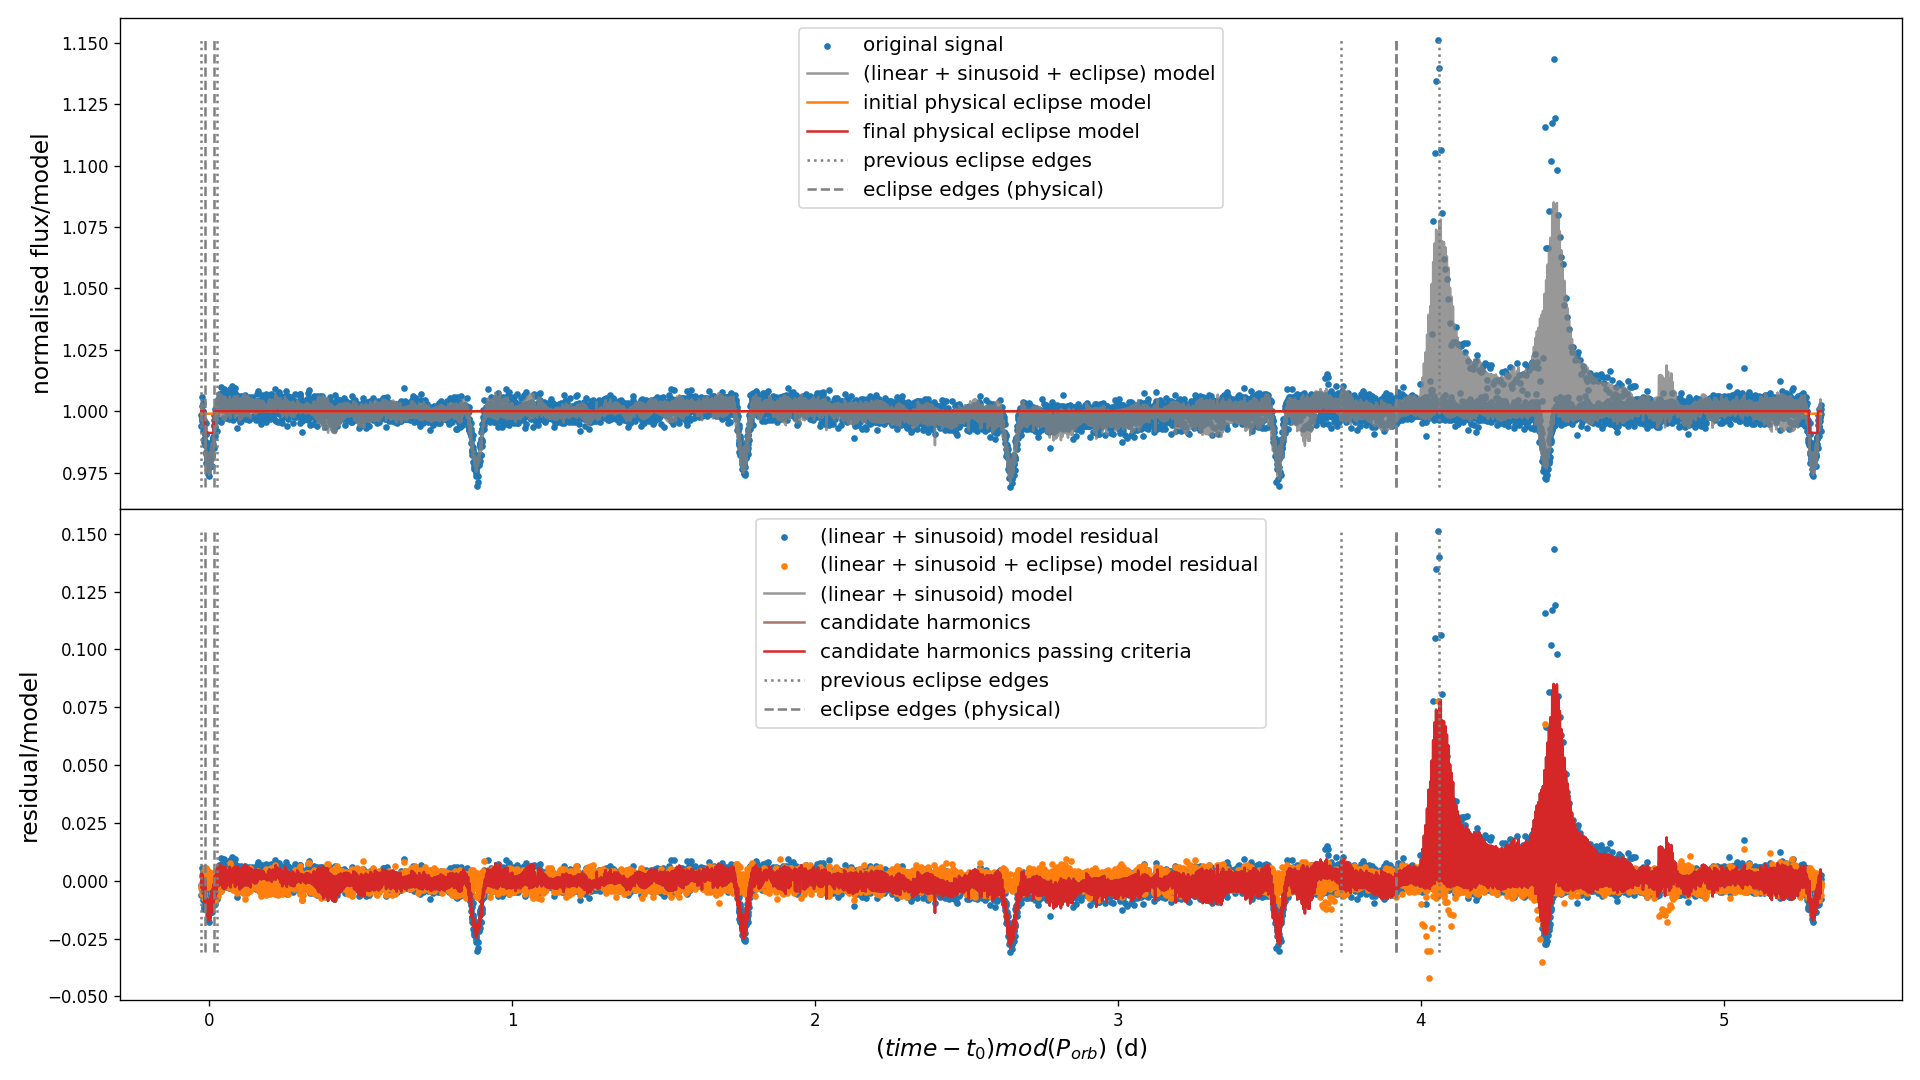 1.150
1.125
1.100
1.075
1.050
1.025
1.000
0.975
normalised flux/model
original signal
(linear + sinusoid + eclipse) model
initial physical eclipse model
final physical eclipse model
previous eclipse edges
eclipse edges (physical)
0.150
0.125
0.100
0.075
0.050
0.025
0.000
−0.025
−0.050
residual/model
(linear + sinusoid) model residual
(linear + sinusoid + eclipse) model residual
(linear + sinusoid) model
candidate harmonics
candidate harmonics passing criteria
previous eclipse edges
eclipse edges (physical)
0 1 2 3 4 5
(time − t₀)mod(P_orb) (d)